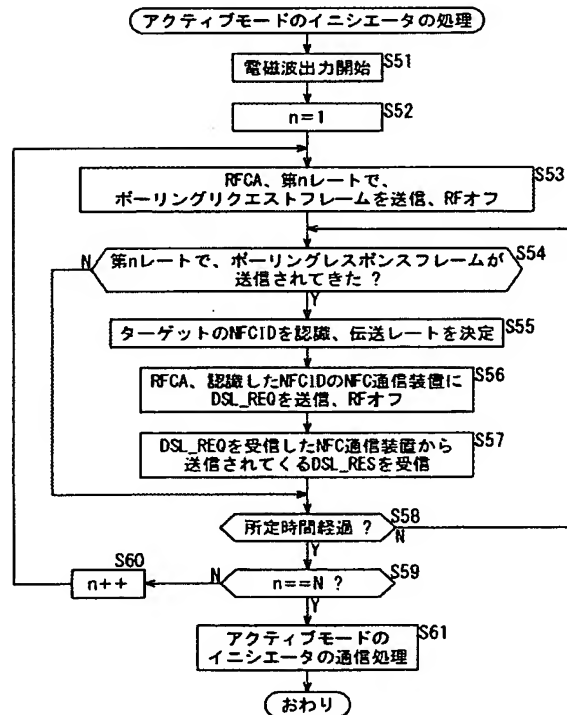 アクティブモードのイニシエータの処理
電磁波出力開始
S51
n=1
S52
RFCA、第nレートで、
ポーリングリクエストフレームを送信、RFオフ
S53
第nレートで、ポーリングレスポンスフレームが
送信されてきた ?
S54
N
Y
ターゲットのNFCIDを認識、伝送レートを決定
S55
RFCA、認識したNFCIDのNFC通信装置に
DSL_REQを送信、RFオフ
S56
DSL_REQを受信したNFC通信装置から
送信されてくるDSL_RESを受信
S57
所定時間経過 ?
S58
N
Y
n==N ?
S59
N
S60
n++
Y
アクティブモードの
イニシエータの通信処理
S61
おわり